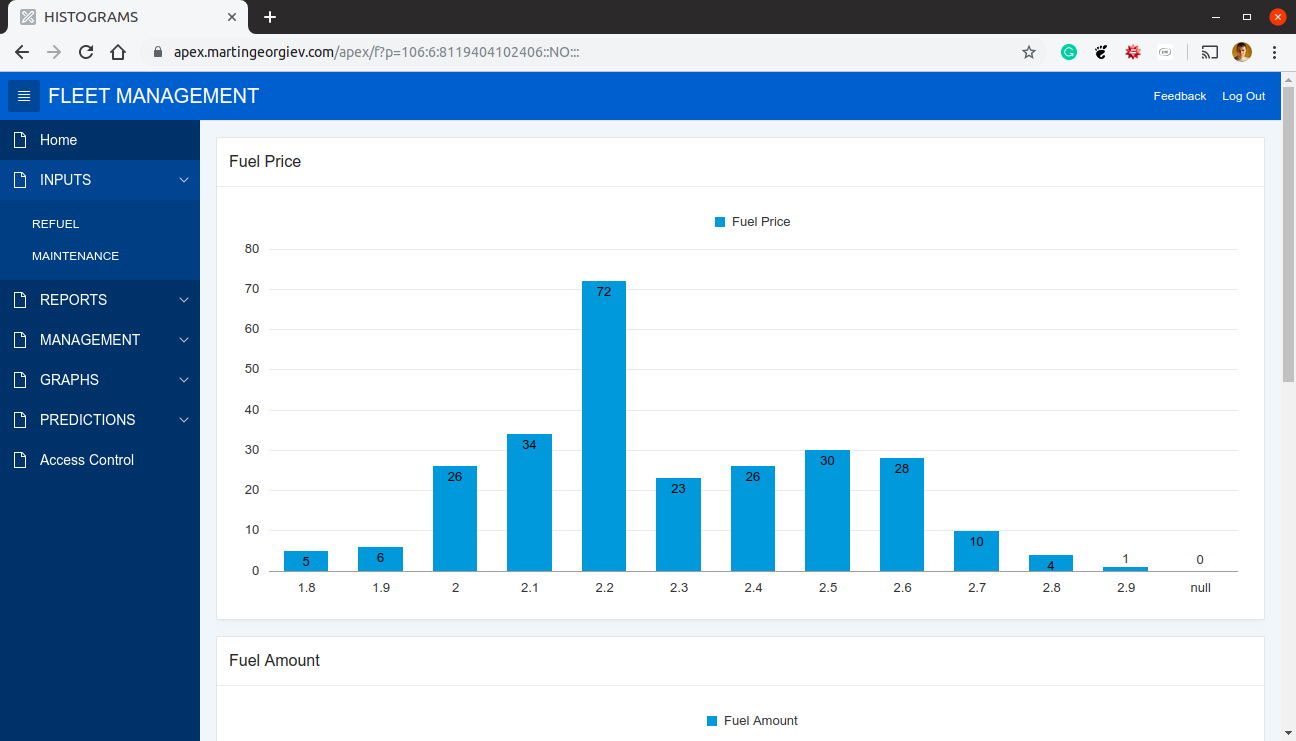 HISTOGRAMS
apex.martingeorgiev.com/apex/f?p=106:6:8119404102406::NO:::
FLEET MANAGEMENT
Feedback Log Out
Home
INPUTS
REFUEL
MAINTENANCE
REPORTS
MANAGEMENT
GRAPHS
PREDICTIONS
Access Control
Fuel Price
Fuel Price
80
70
60
50
40
30
20
10
0
5 6 26 34 72 23 26 30 28 10 4 1 0
1.8 1.9 2 2.1 2.2 2.3 2.4 2.5 2.6 2.7 2.8 2.9 null
Fuel Amount
Fuel Amount